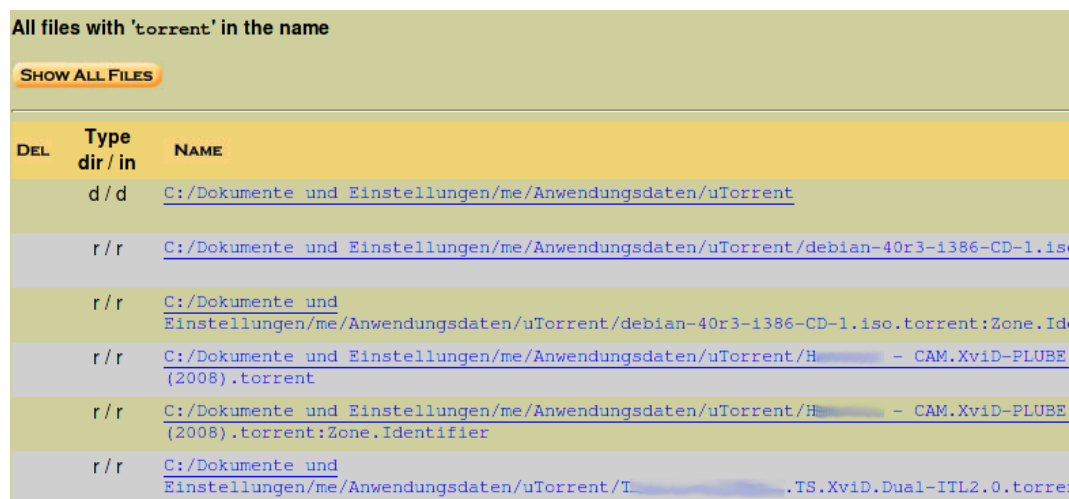 All files with 'torrent' in the name
SHOW ALL FILES
DEL
Type
dir / in
NAME
d / d C:/Dokumente und Einstellungen/me/Anwendungsdaten/uTorrent
r / r C:/Dokumente und Einstellungen/me/Anwendungsdaten/uTorrent/debian-40r3-i386-CD-1.is
r / r C:/Dokumente und
Einstellungen/me/Anwendungsdaten/uTorrent/debian-40r3-i386-CD-1.iso.torrent:Zone.Id
r / r C:/Dokumente und Einstellungen/me/Anwendungsdaten/uTorrent/H - CAM.XviD-PLUBE
(2008).torrent
r / r C:/Dokumente und Einstellungen/me/Anwendungsdaten/uTorrent/H - CAM.XviD-PLUBE
(2008).torrent:Zone.Identifier
r / r C:/Dokumente und
Einstellungen/me/Anwendungsdaten/uTorrent/T .TS.XviD.Dual-ITL2.0.torre